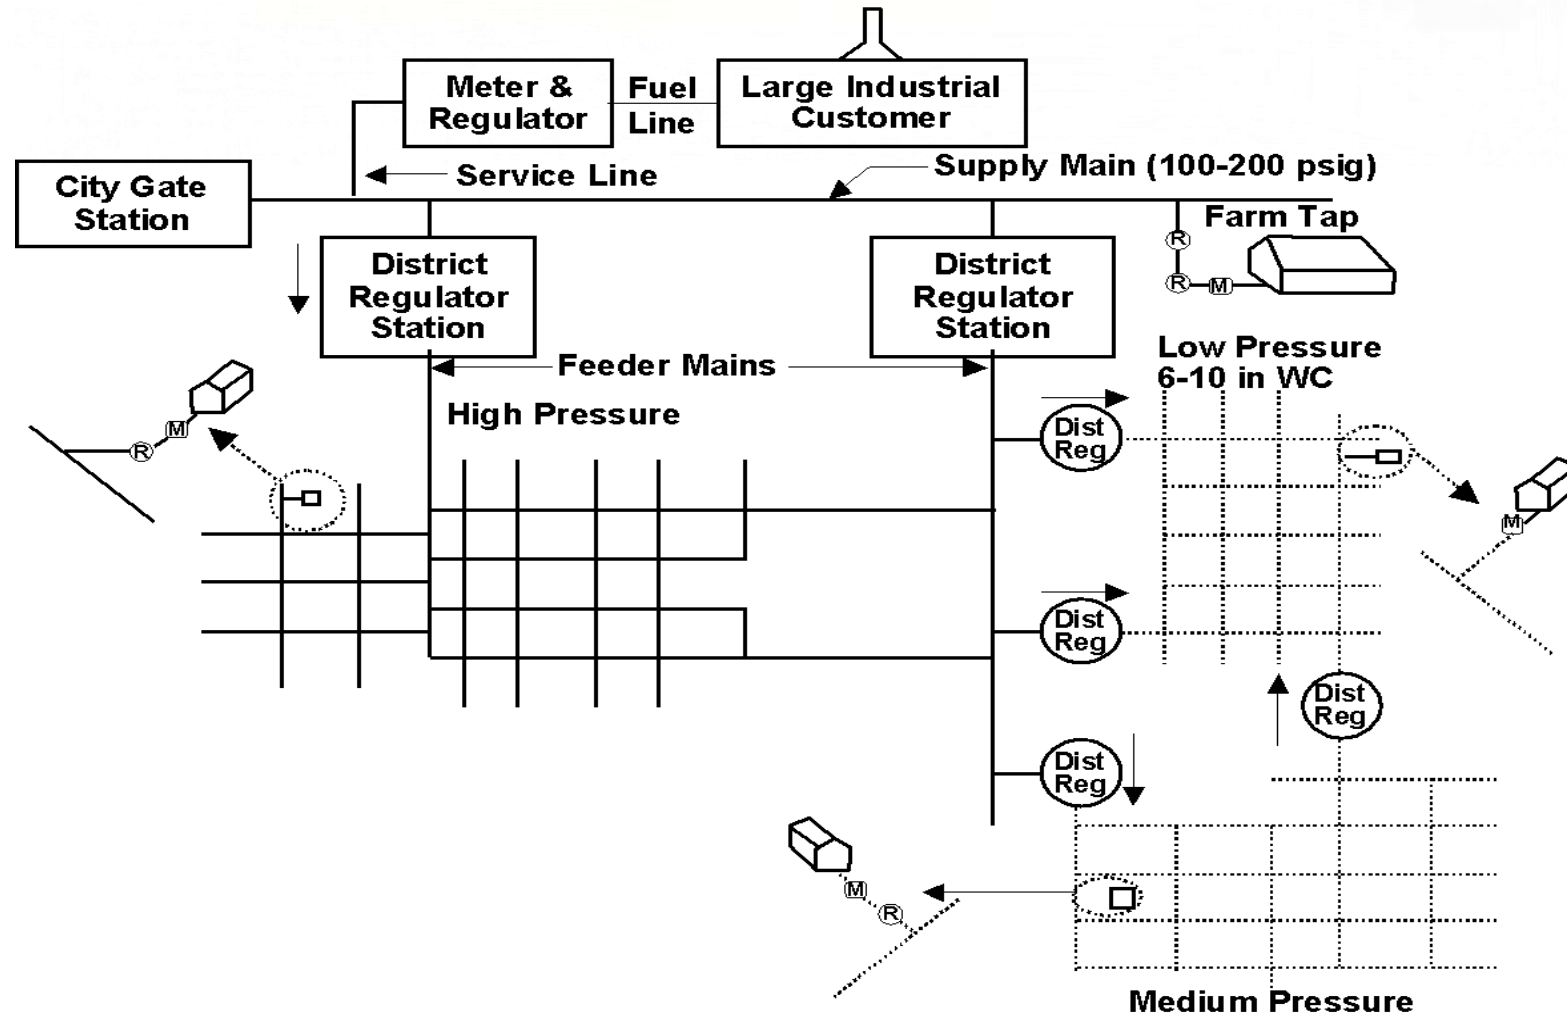 Meter &
Regulator
Fuel
Line
Large Industrial
Customer
City Gate
Station
Service Line
Supply Main (100-200 psig)
Farm Tap
R
R
M
District
Regulator
Station
District
Regulator
Station
Feeder Mains
Low Pressure
6-10 in WC
High Pressure
M
R
Dist
Reg
M
Dist
Reg
Dist
Reg
Dist
Reg
M
R
Medium Pressure